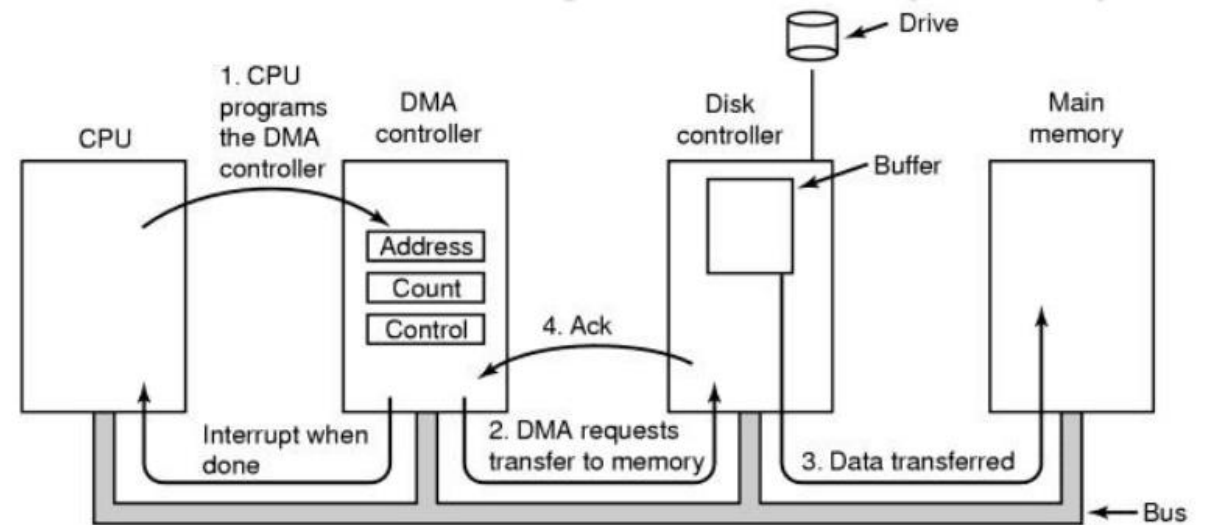 Drive
1. CPU
programs
the DMA
controller
CPU
DMA
controller
Disk
controller
Main
memory
Buffer
Address
Count
Control
4. Ack
Interrupt when
done
2. DMA requests
transfer to memory
3. Data transferred
Bus